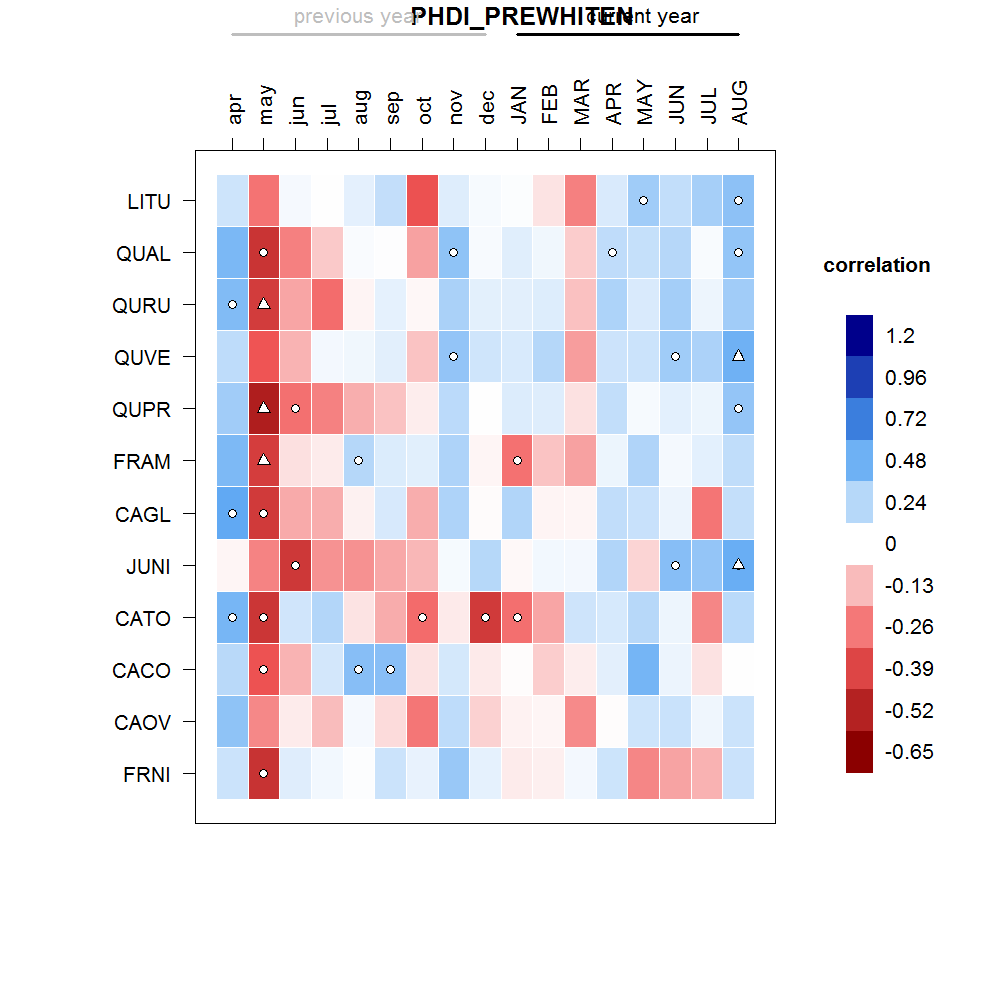 previous year
PHDI_PREWHITEN
current year
apr may jun jul aug sep oct nov dec JAN FEB MAR APR MAY JUN JUL AUG
LITU
QUAL
QURU
QUVE
QUPR
FRAM
CAGL
JUNI
CATO
CACO
CAOV
FRNI
correlation
1.2
0.96
0.72
0.48
0.24
0
-0.13
-0.26
-0.39
-0.52
-0.65